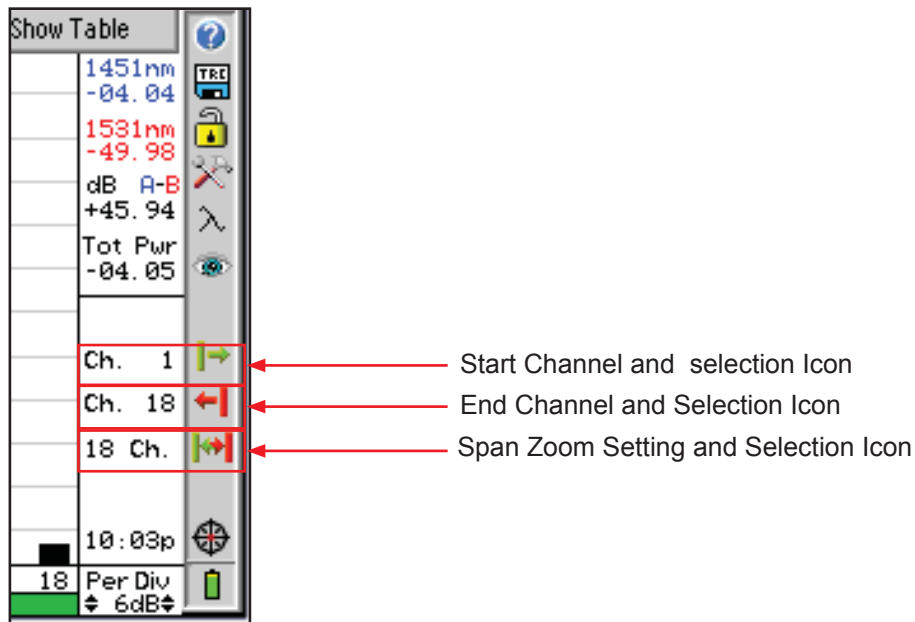 Show Table
TRC
1451nm
-04.04
1531nm
-49.98
dB A-B
+45.94
λ
Tot Pwr
-04.05
Ch. 1
Start Channel and selection Icon
Ch. 18
End Channel and Selection Icon
18 Ch.
Span Zoom Setting and Selection Icon
10:03p
18
Per Div
6dB